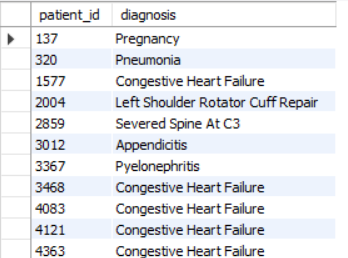 patient_id diagnosis
137 Pregnancy
320 Pneumonia
1577 Congestive Heart Failure
2004 Left Shoulder Rotator Cuff Repair
2859 Severed Spine At C3
3012 Appendicitis
3367 Pyelonephritis
3468 Congestive Heart Failure
4083 Congestive Heart Failure
4121 Congestive Heart Failure
4363 Congestive Heart Failure